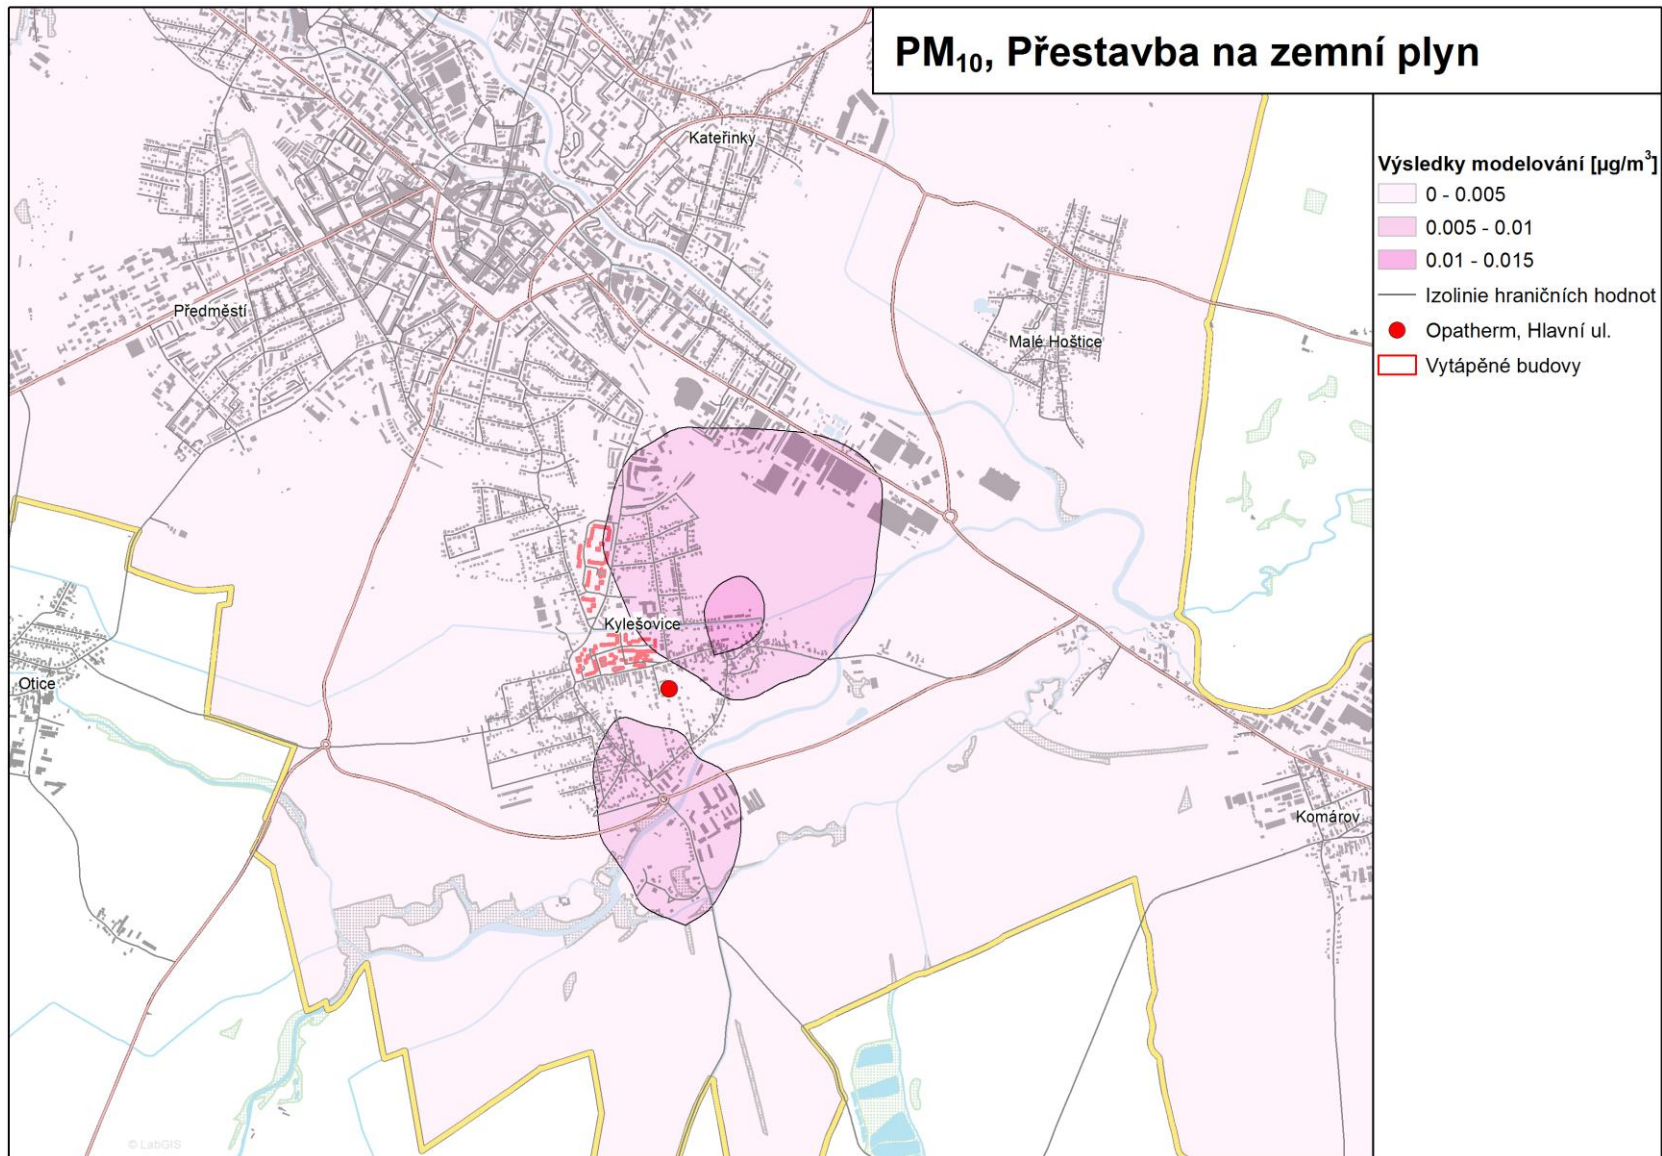 PM₁₀, Přestavba na zemní plyn
Výsledky modelování [µg/m³]
0 - 0.005
0.005 - 0.01
0.01 - 0.015
Izolinie hraničních hodnot
Opatherm, Hlavní ul.
Vytápěné budovy
Kateřinky
Předměstí
Malé Hoštice
Kylešovice
Otice
Komárov
© LabGIS